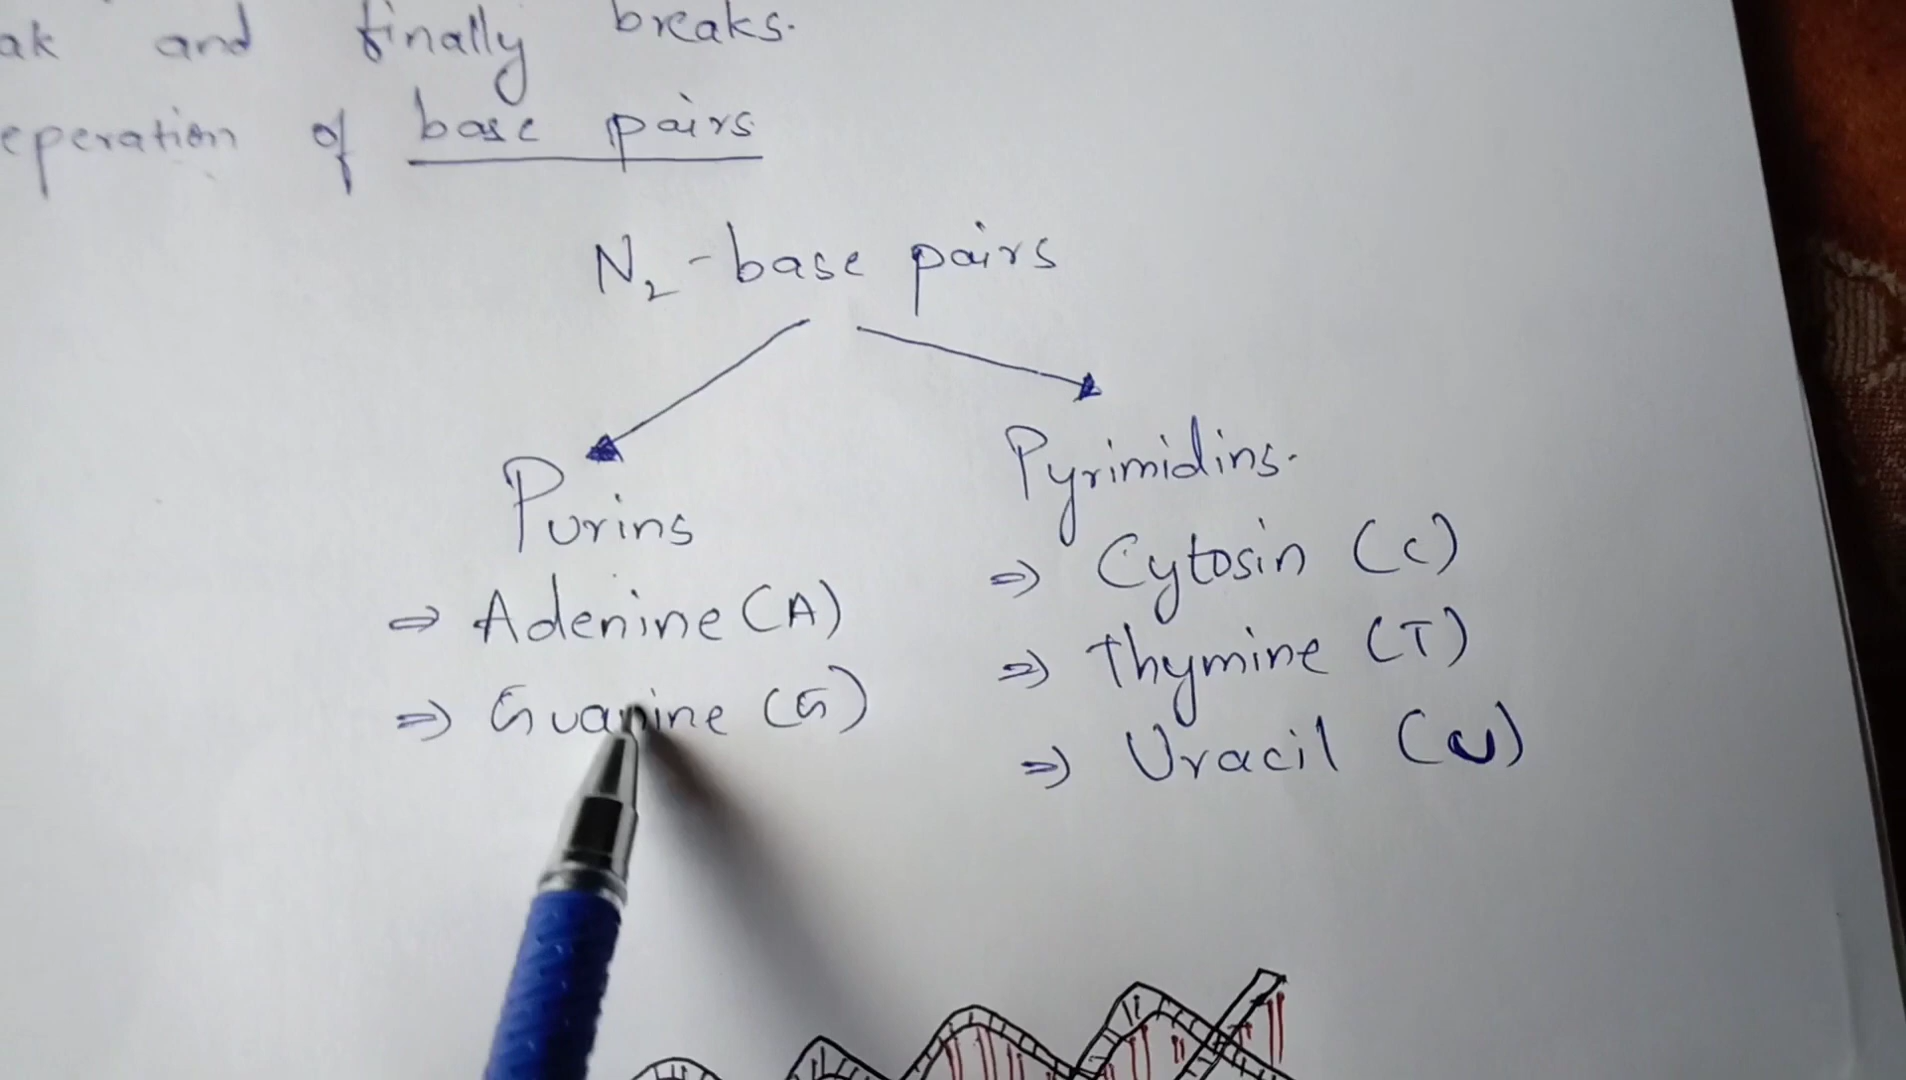 ak and finally breaks.
eperation of base pairs
N₂-base pairs
Purins
⇒ Adenine (A)
⇒ Guanine (G)
Pyrimidins.
⇒ Cytosin (C)
⇒ Thymine (T)
⇒ Uracil (U)